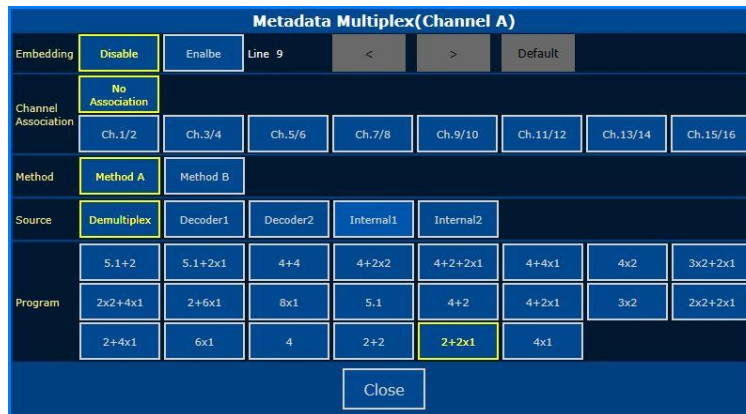 Metadata Multiplex(Channel A)
Embedding Disable Enalbe Line 9 < > Default
No
Association
Channel
Association
Ch.1/2 Ch.3/4 Ch.5/6 Ch.7/8 Ch.9/10 Ch.11/12 Ch.13/14 Ch.15/16
Method Method A Method B
Source Demultiplex Decoder1 Decoder2 Internal1 Internal2
5.1+2 5.1+2x1 4+4 4+2x2 4+2+2x1 4+4x1 4x2 3x2+2x1
Program 2x2+4x1 2+6x1 8x1 5.1 4+2 4+2x1 3x2 2x2+2x1
2+4x1 6x1 4 2+2 2+2x1 4x1
Close